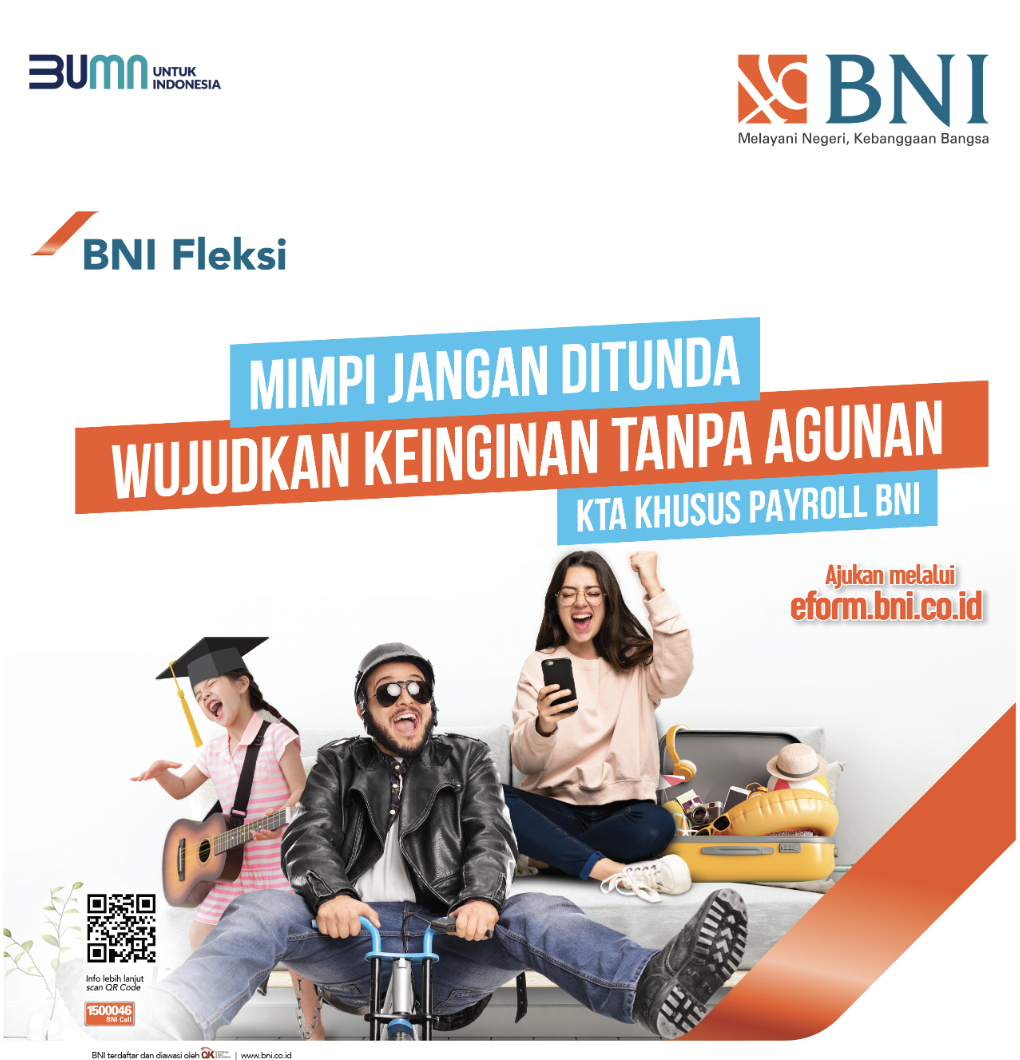 BUMN UNTUK
INDONESIA
BNI
Melayani Negeri, Kebanggaan Bangsa
BNI Fleksi
MIMPI JANGAN DITUNDA
WUJUDKAN KEINGINAN TANPA AGUNAN
KTA KHUSUS PAYROLL BNI
Ajukan melalui
eform.bni.co.id
Info lebih lanjut
scan QR Code
1500046
BNI Call
BNI terdaftar dan diawasi oleh OJK | www.bni.co.id